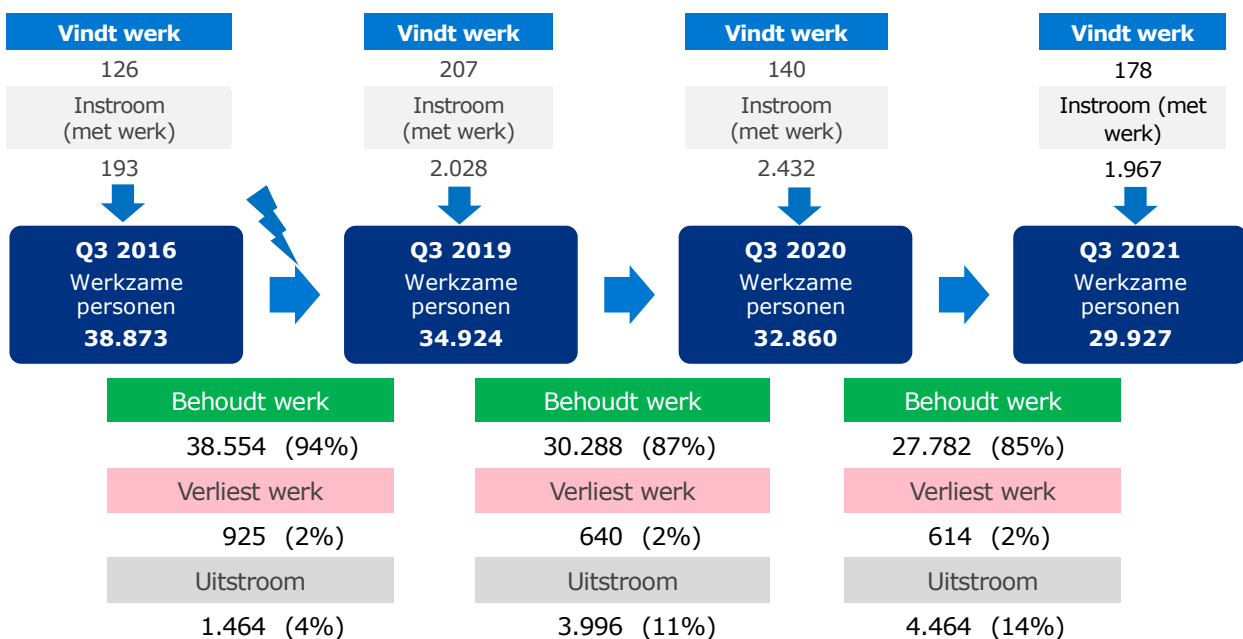 Vindt werk
126
Instroom
(met werk)
193
Vindt werk
207
Instroom
(met werk)
2.028
Vindt werk
140
Instroom
(met werk)
2.432
Vindt werk
178
Instroom (met
werk)
1.967
Q3 2016
Werkzame
personen
38.873
Q3 2019
Werkzame
personen
34.924
Q3 2020
Werkzame
personen
32.860
Q3 2021
Werkzame
personen
29.927
Behoudt werk
38.554 (94%)
Verliest werk
925 (2%)
Uitstroom
1.464 (4%)
Behoudt werk
30.288 (87%)
Verliest werk
640 (2%)
Uitstroom
3.996 (11%)
Behoudt werk
27.782 (85%)
Verliest werk
614 (2%)
Uitstroom
4.464 (14%)